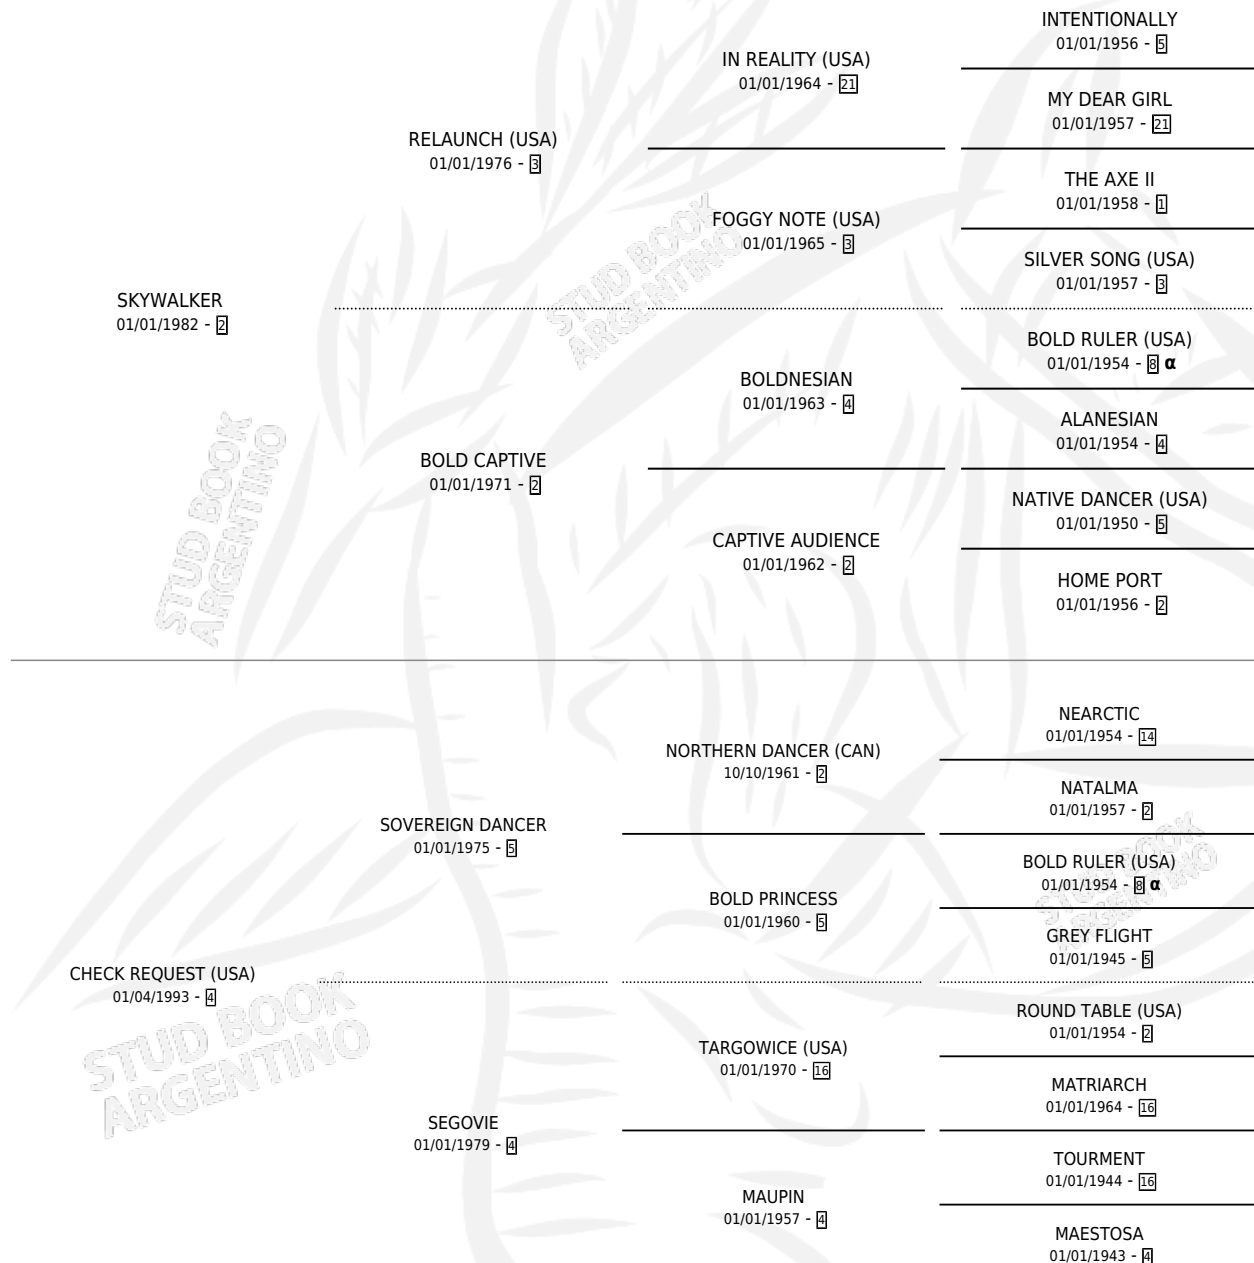 INTENTIONALLY
01/01/1956 - 5
IN REALITY (USA)
01/01/1964 - 21
MY DEAR GIRL
01/01/1957 - 21
RELAUNCH (USA)
01/01/1976 - 3
THE AXE II
01/01/1958 - 1
FOGGY NOTE (USA)
01/01/1965 - 3
SILVER SONG (USA)
01/01/1957 - 3
SKYWALKER
01/01/1982 - 2
STUD BOOK
ARGENTINO
BOLD RULER (USA)
01/01/1954 - 8 α
BOLDNESIAN
01/01/1963 - 4
ALANESIAN
01/01/1954 - 4
BOLD CAPTIVE
01/01/1971 - 2
NATIVE DANCER (USA)
01/01/1950 - 5
CAPTIVE AUDIENCE
01/01/1962 - 2
HOME PORT
01/01/1956 - 2
STUD BOOK
ARGENTINO
NEARCTIC
01/01/1954 - 14
NORTHERN DANCER (CAN)
10/10/1961 - 2
NATALMA
01/01/1957 - 2
SOVEREIGN DANCER
01/01/1975 - 5
BOLD RULER (USA)
01/01/1954 - 8 α
BOLD PRINCESS
01/01/1960 - 5
GREY FLIGHT
01/01/1945 - 5
STUD BOOK
ARGENTINO
CHECK REQUEST (USA)
01/04/1993 - 4
STUD BOOK
ARGENTINO
ROUND TABLE (USA)
01/01/1954 - 2
TARGOWICE (USA)
01/01/1970 - 16
MATRIARCH
01/01/1964 - 16
SEGOVIE
01/01/1979 - 4
TOURMENT
01/01/1944 - 16
MAUPIN
01/01/1957 - 4
MAESTOSA
01/01/1943 - 4